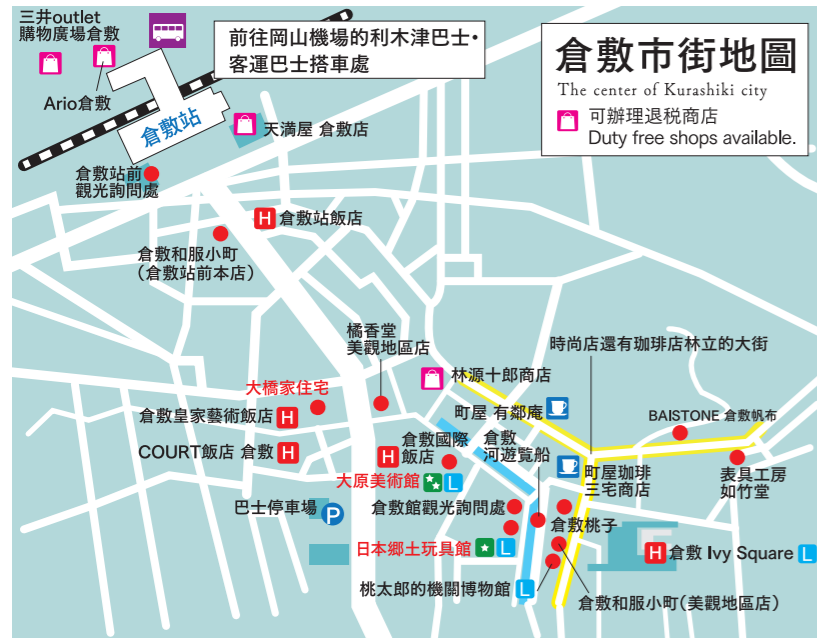 三井outlet
購物廣場倉敷
Ario倉敷
前往岡山機場的利木津巴士・
客運巴士搭車處
倉敷市街地圖
The center of Kurashiki city
可辦理退税商店
Duty free shops available.
倉敷站
天満屋 倉敷店
倉敷站前
觀光詢問處
H 倉敷站飯店
倉敷和服小町
（倉敷站前本店）
橘香堂
美觀地區店
時尚店還有珈琲店林立的大街
林源十郎商店
大橋家住宅
倉敷皇家藝術飯店 H
町屋 有鄰庵
BAISTONE 倉敷帆布
COURT飯店 倉敷 H
倉敷國際
H 飯店
倉敷
河遊覧船
町屋珈琲
三宅商店
表具工房
如竹堂
大原美術館 L
巴士停車場 P
倉敷館觀光詢問處
倉敷桃子
日本郷土玩具館 L
H 倉敷 Ivy Square L
桃太郎的機關博物館 L
倉敷和服小町（美觀地區店）